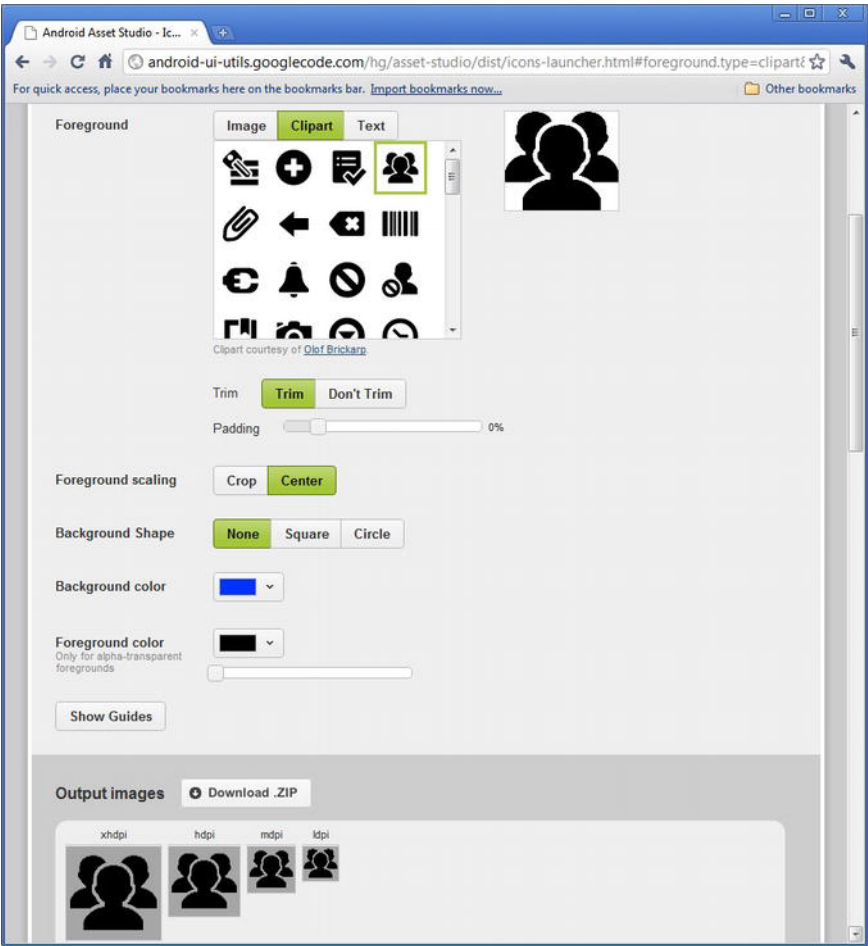 Android Asset Studio - Ic...
android-ui-utils.googlecode.com/hg/asset-studio/dist/icons-launcher.html#foreground.type=clipart&
For quick access, place your bookmarks here on the bookmarks bar. Import bookmarks now...
Other bookmarks
Foreground
Image Clipart Text
Clipart courtesy of Olof Brickarp.
Trim
Trim Don't Trim
Padding
0%
Foreground scaling
Crop Center
Background Shape
None Square Circle
Background color
Foreground color
Only for alpha-transparent
foregrounds
Show Guides
Output images
Download .ZIP
xhdpi hdpi mdpi ldpi